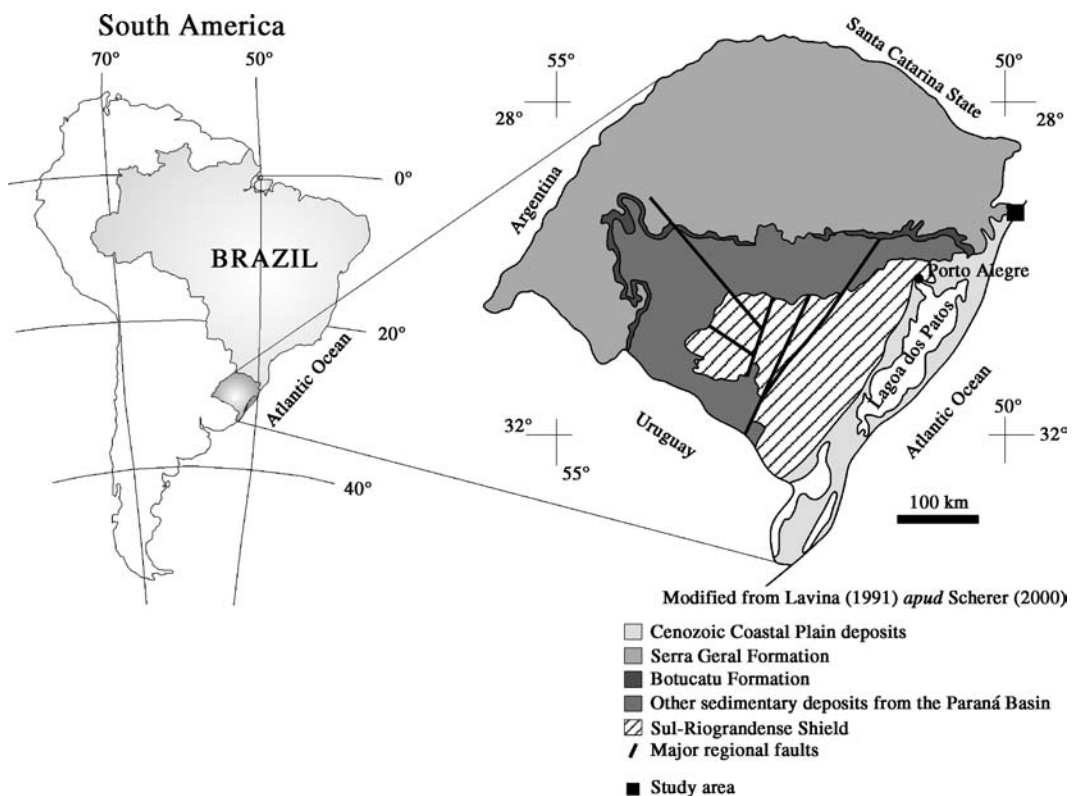 South America
70°
50°
0°
BRAZIL
20°
Atlantic Ocean
40°
Santa Catarina State
55°
50°
28°
28°
Argentina
Porto Alegre
Lagoa dos Patos
Atlantic Ocean
Uruguay
32°
55°
50°
32°
100 km
Modified from Lavina (1991) apud Scherer (2000)
Cenozoic Coastal Plain deposits
Serra Geral Formation
Botucatu Formation
Other sedimentary deposits from the Paraná Basin
Sul-Riograndense Shield
Major regional faults
Study area